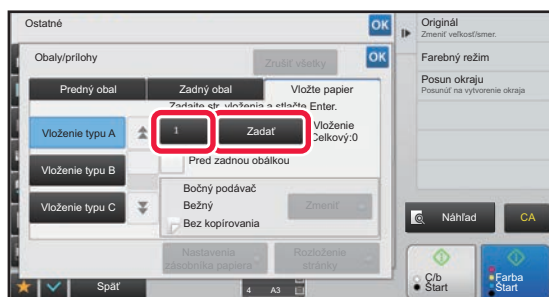 Ostatné
OK
Originál
Zmeniť veľkosť/smer.
Obaly/prílohy
Zrušiť všetky
OK
Farebný režim
Predný obal
Zadný obal
Vložte papier
Posun okraju
Posunúť na vytvorenie okraja
Zadajte str. vloženia a stlačte Enter.
Vloženie typu A
1
Zadať
Vloženie
Celkový:0
Pred zadnou obálkou
Vloženie typu B
Bočný podávač
Vloženie typu C
Bežný
Zmeniť
Bez kopírovania
Náhľad
CA
Nastavenia
zásobníka papiera
Rozloženie
stránky
Späť
4
A3
Č/b
Štart
Farba
Štart